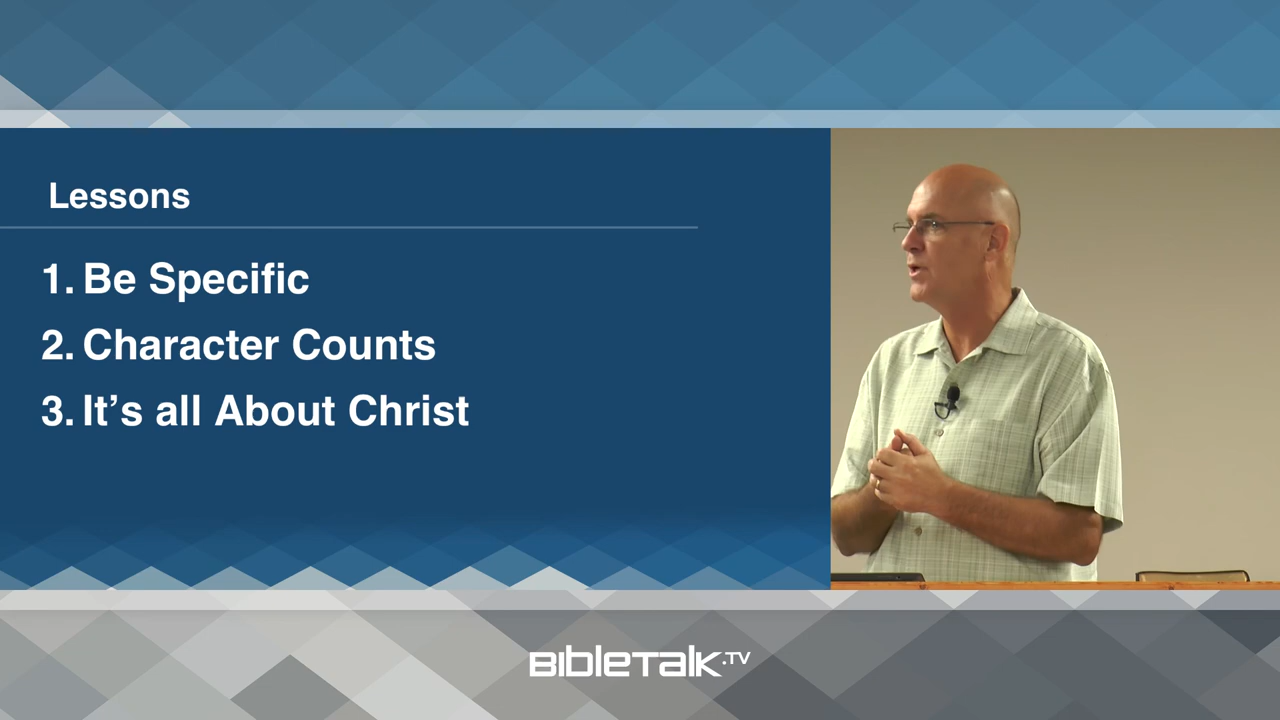 Lessons
1. Be Specific
2. Character Counts
3. It’s all About Christ
BibleTalk.TV